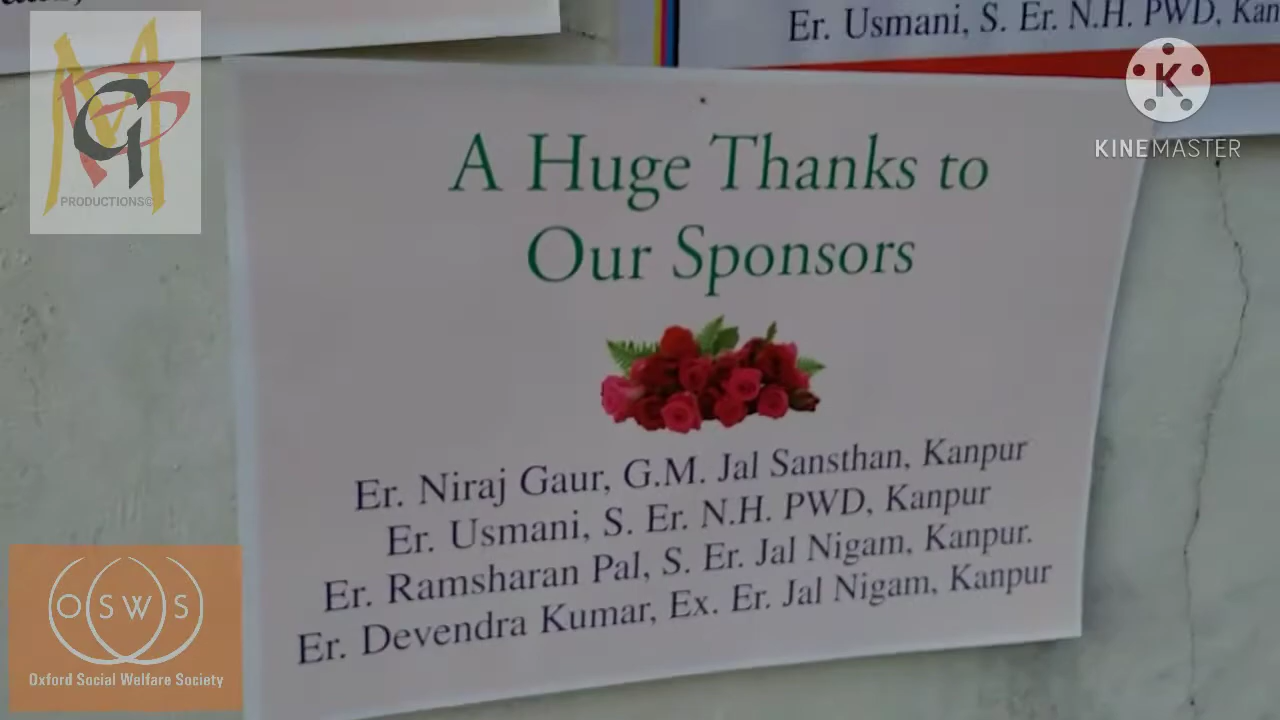 Er. Usmani, S. Er. N.H. PWD, Kan
PRODUCTIONS©
K
KINEMASTER
A Huge Thanks to
Our Sponsors
Er. Niraj Gaur, G.M. Jal Sansthan, Kanpur
Er. Usmani, S. Er. N.H. PWD, Kanpur
Er. Ramsharan Pal, S. Er. Jal Nigam, Kanpur.
Er. Devendra Kumar, Ex. Er. Jal Nigam, Kanpur
OSWS
Oxford Social Welfare Society